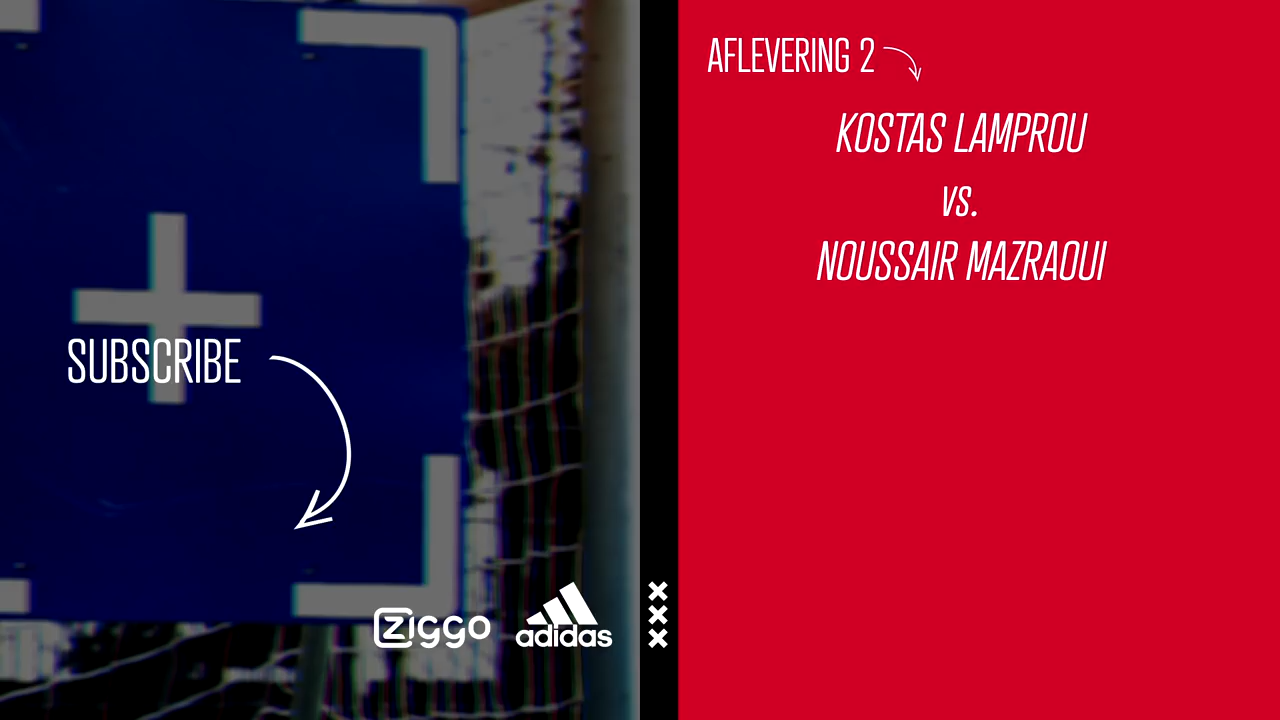 AFLEVERING 2
KOSTAS LAMPROU
VS.
NOUSSAIR MAZRAOUI
SUBSCRIBE
ziggo
adidas